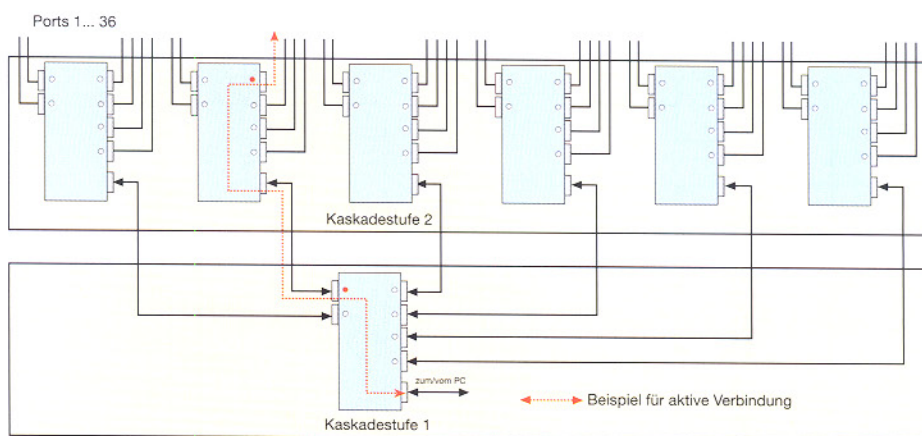 Ports 1... 36
Kaskadestufe 2
zum/vom PC
Beispiel für aktive Verbindung
Kaskadestufe 1